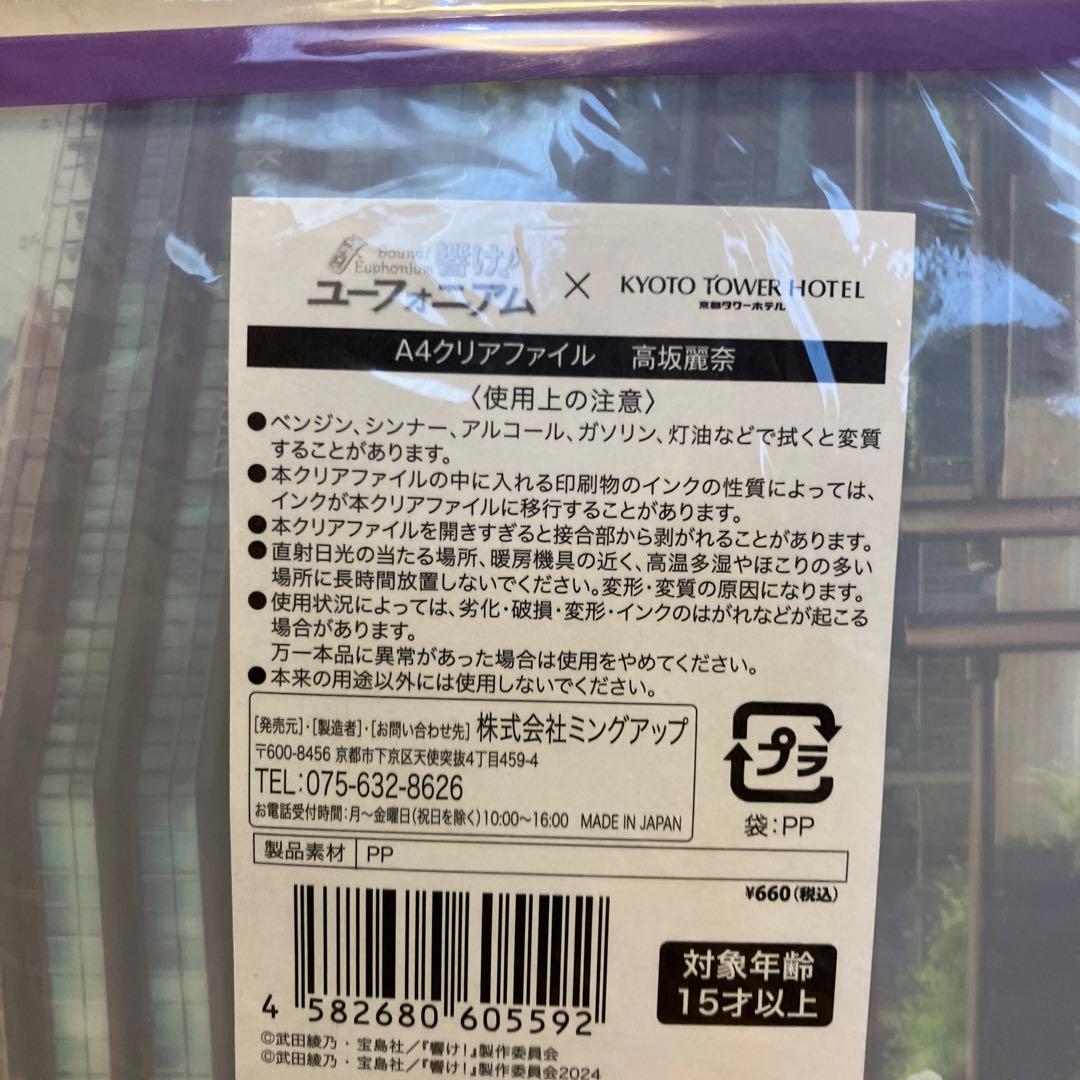 Sound! 響け!
Euphonium
ユーフォニアム
×
KYOTO TOWER HOTEL
京都タワーホテル
A4クリアファイル 高坂麗奈
〈使用上の注意〉
●ベンジン、シンナー、アルコール、ガソリン、灯油などで拭くと変質
することがあります。
●本クリアファイルの中に入れる印刷物のインクの性質によっては、
インクが本クリアファイルに移行することがあります。
●本クリアファイルを開きすぎると接合部から剥がれることがあります。
●直射日光の当たる場所、暖房機具の近く、高温多湿やほこりの多い
場所に長時間放置しないでください。変形・変質の原因になります。
●使用状況によっては、劣化・破損・変形・インクのはがれなどが起こる
場合があります。
万一本品に異常があった場合は使用をやめてください。
●本来の用途以外には使用しないでください。
[発売元]・[製造者]・[お問い合わせ先] 株式会社ミングアップ
〒600-8456 京都市下京区天使突抜4丁目459-4
TEL:075-632-8626
お電話受付時間:月〜金曜日(祝日を除く)10:00〜16:00 MADE IN JAPAN
プラ
袋:PP
製品素材 PP
¥660(税込)
4 582680 605592
対象年齢
15才以上
©武田綾乃・宝島社/『響け!』製作委員会
©武田綾乃・宝島社/『響け!』製作委員会2024